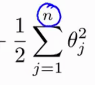 - \frac{1}{2} \sum_{j=1}^{n} \theta_j^2